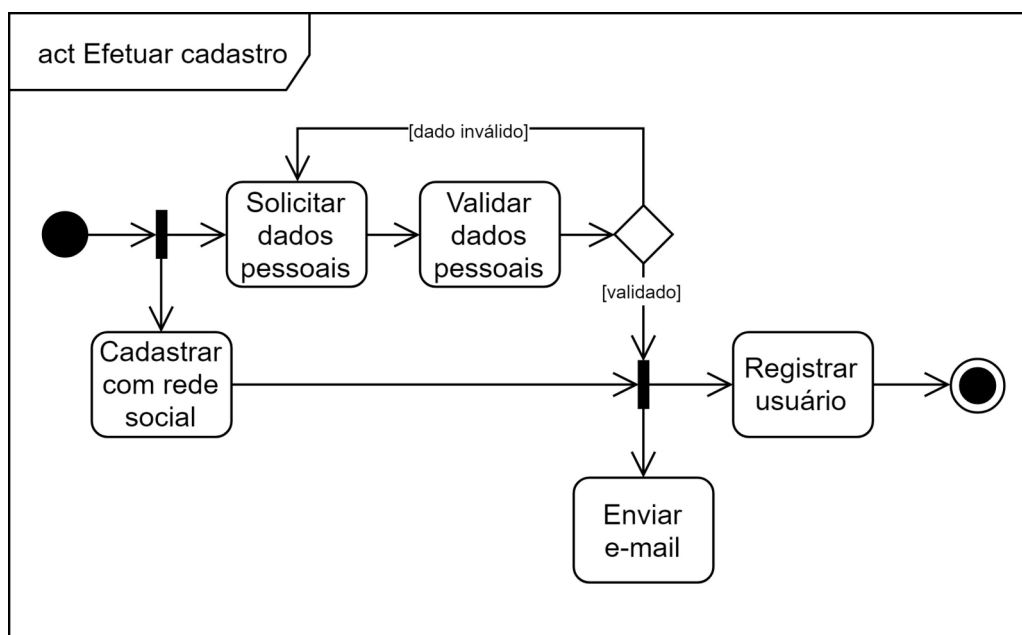 act Efetuar cadastro
[dado inválido]
Solicitar
dados
pessoais
Validar
dados
pessoais
[validado]
Cadastrar
com rede
social
Registrar
usuário
Enviar
e-mail